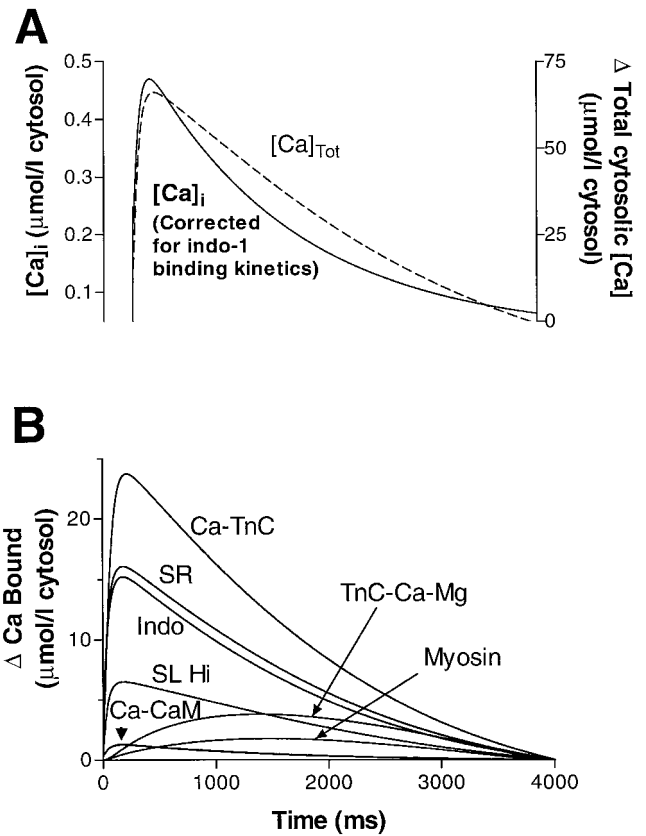 A
0.5
0.4
0.3
0.2
0.1
[Ca]i (μmol/l cytosol)
75
50
25
0
Δ Total cytosolic [Ca]
(μmol/l cytosol)
[Ca]Tot
[Ca]i
(Corrected
for indo-1
binding kinetics)
B
20
10
0
Δ Ca Bound
(μmol/l cytosol)
Ca-TnC
SR
Indo
SL Hi
Ca-CaM
TnC-Ca-Mg
Myosin
0
1000
2000
3000
4000
Time (ms)